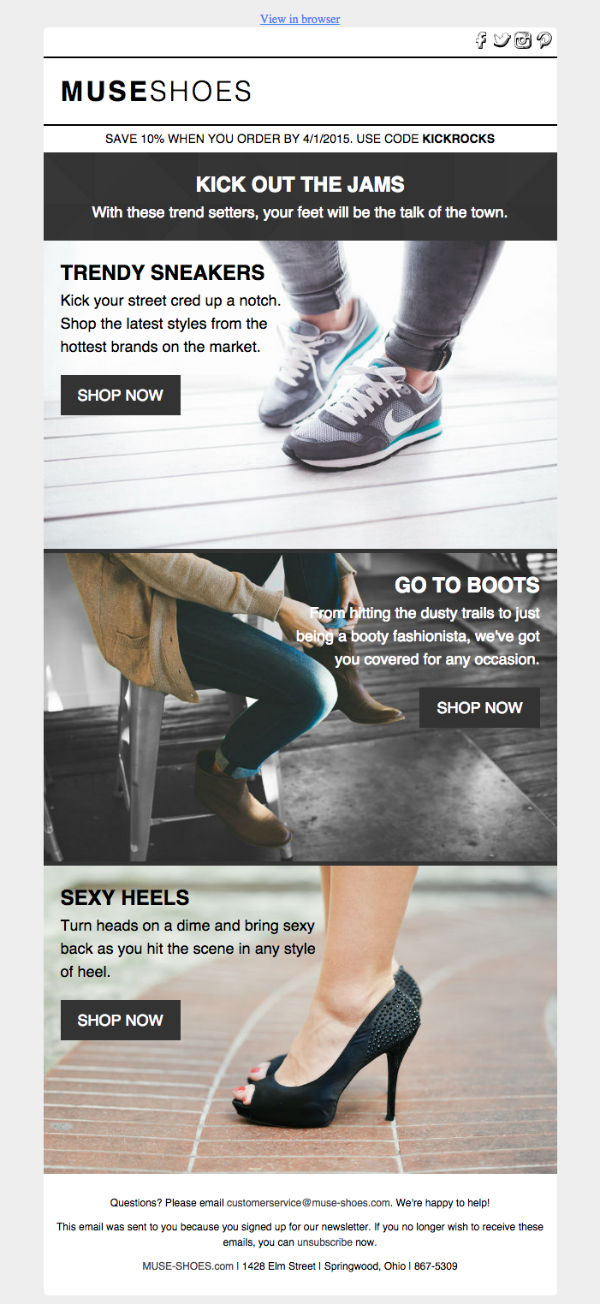 View in browser
MUSESHOES
SAVE 10% WHEN YOU ORDER BY 4/1/2015. USE CODE KICKROCKS
KICK OUT THE JAMS
With these trend setters, your feet will be the talk of the town.
TRENDY SNEAKERS
Kick your street cred up a notch.
Shop the latest styles from the
hottest brands on the market.
SHOP NOW
GO TO BOOTS
From hitting the dusty trails to just
being a booty fashionista, we've got
you covered for any occasion.
SHOP NOW
SEXY HEELS
Turn heads on a dime and bring sexy
back as you hit the scene in any style
of heel.
SHOP NOW
Questions? Please email customerservice@muse-shoes.com. We're happy to help!
This email was sent to you because you signed up for our newsletter. If you no longer wish to receive these
emails, you can unsubscribe now.
MUSE-SHOES.com | 1428 Elm Street | Springwood, Ohio | 867-5309